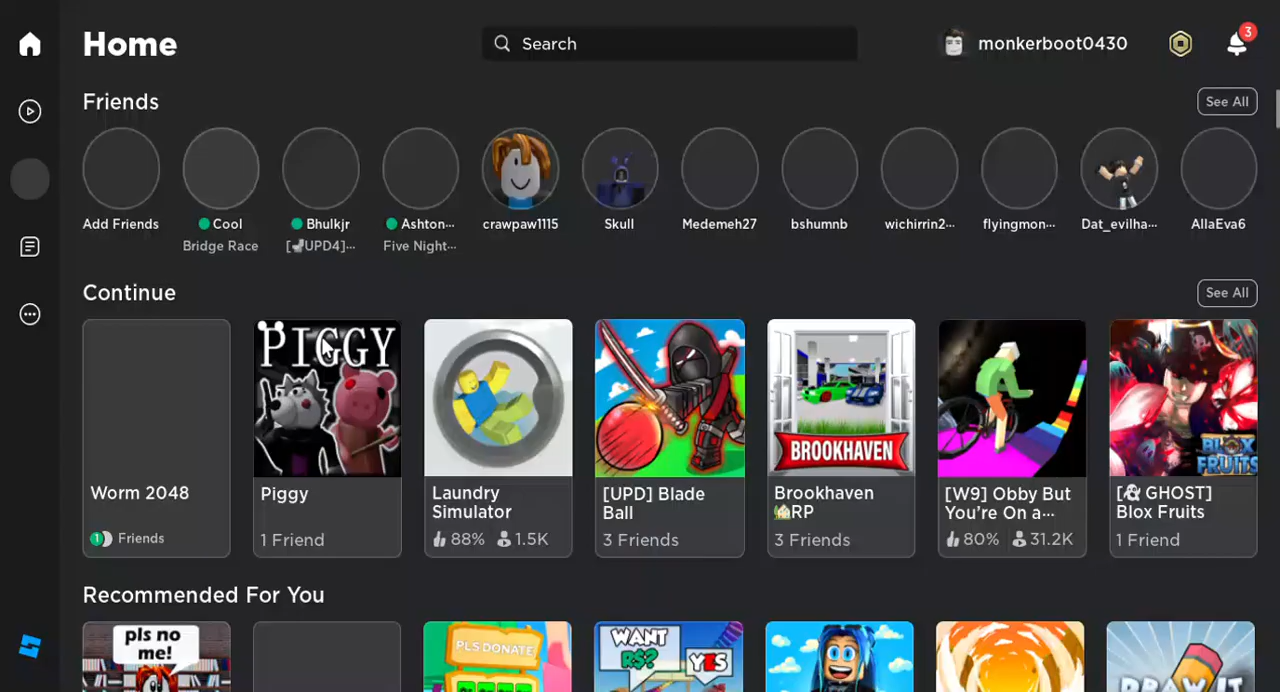 Home
Search
monkerboot0430
3
Friends
See All
Add Friends
Cool
Bridge Race
Bhulkjr
[🎻UPD4]...
Ashton...
Five Night...
crawpaw1115
Skull
Medemeh27
bshumnb
wichirrin2...
flyingmon...
Dat_evilha...
AllaEva6
Continue
See All
PIGGY
BROOKHAVEN
BLOX
FRUITS
Worm 2048
1 Friends
Piggy
1 Friend
Laundry
Simulator
88% 1.5K
[UPD] Blade
Ball
3 Friends
Brookhaven
🏡RP
3 Friends
[W9] Obby But
You're On a...
80% 31.2K
[👻 GHOST]
Blox Fruits
1 Friend
Recommended For You
pls no
me!
PLS DONATE
WANT
R$?
YES
DRAW IT